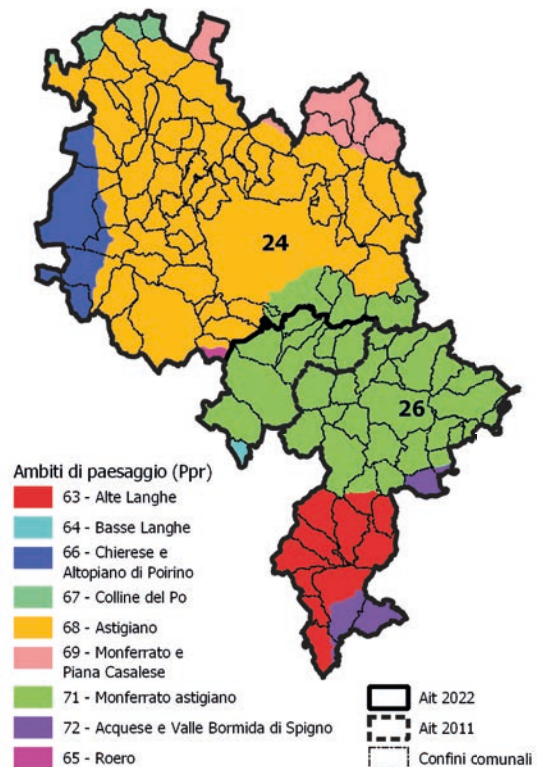 24
26
Ambiti di paesaggio (Ppr)
63 - Alte Langhe
64 - Basse Langhe
66 - Chierese e
Altopiano di Poirino
67 - Colline del Po
68 - Astigiano
69 - Monferrato e
Piana Casalese
71 - Monferrato astigiano
72 - Acquese e Valle Bormida di Spigno
65 - Roero
Ait 2022
Ait 2011
Confini comunali